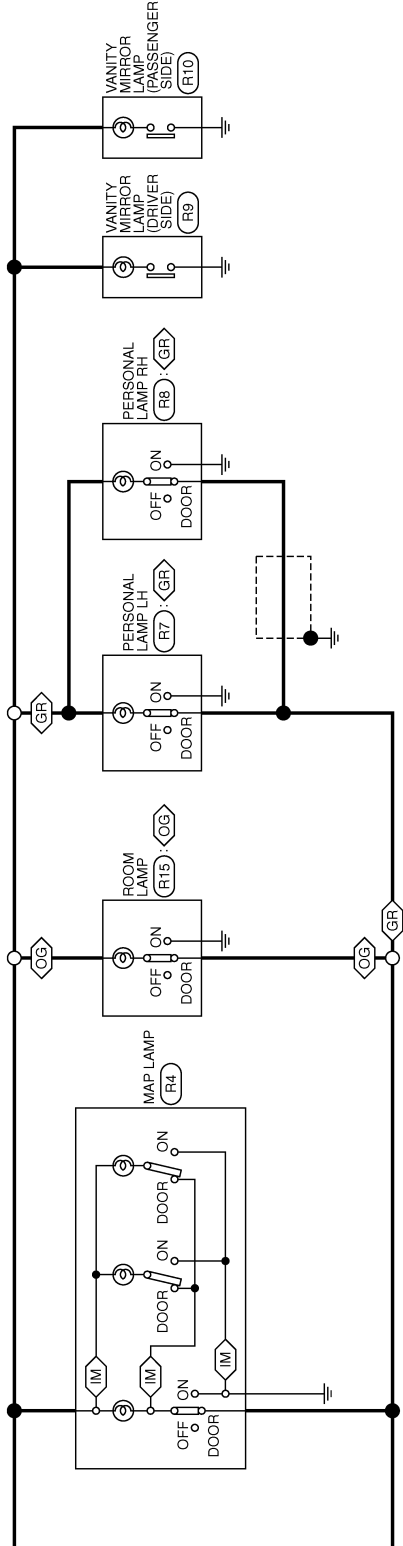 MAP LAMP
R4
IM
IM
IM
OFF
ON
DOOR
DOOR
ON
DOOR
ON
ROOM
LAMP
R15 : OG
OG
OFF
ON
DOOR
OG
GR
PERSONAL
LAMP LH
R7 : GR
GR
OFF
ON
DOOR
PERSONAL
LAMP RH
R8 : GR
OFF
ON
DOOR
VANITY
MIRROR
LAMP
(DRIVER
SIDE)
R9
VANITY
MIRROR
LAMP
(PASSENGER
SIDE)
R10